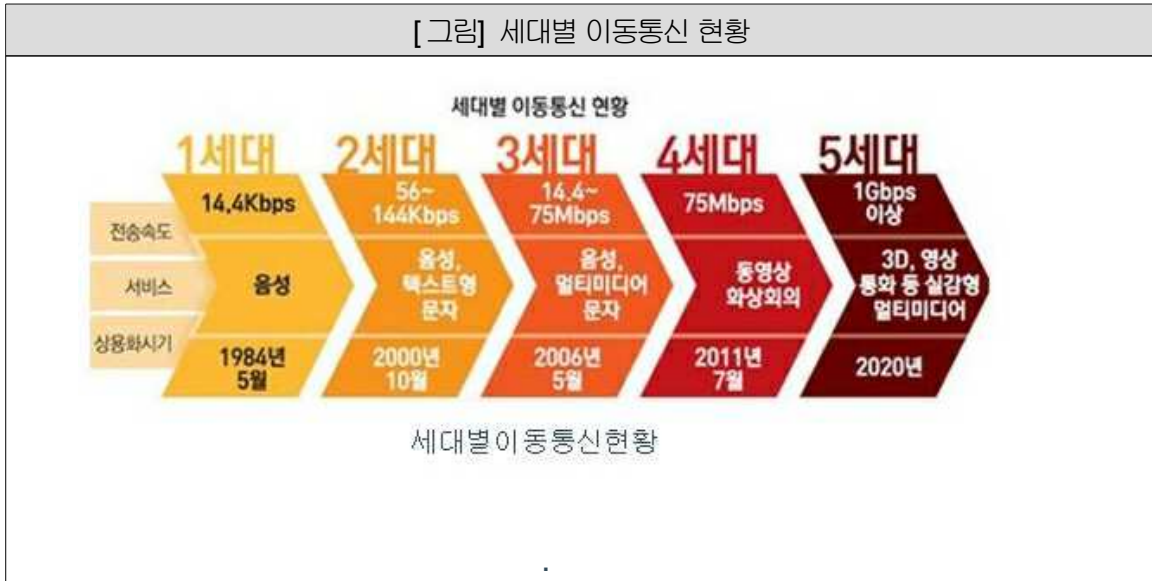 [그림] 세대별 이동통신 현황
세대별 이동통신 현황
1세대
2세대
3세대
4세대
5세대
전송속도
14.4Kbps
56~
144Kbps
14.4~
75Mbps
75Mbps
1Gbps
이상
서비스
음성
음성,
텍스트형
문자
음성,
멀티미디어
문자
동영상
화상회의
3D, 영상
통화 등 실감형
멀티미디어
상용화시기
1984년
5월
2000년
10월
2006년
5월
2011년
7월
2020년
세대별이동통신현황
.